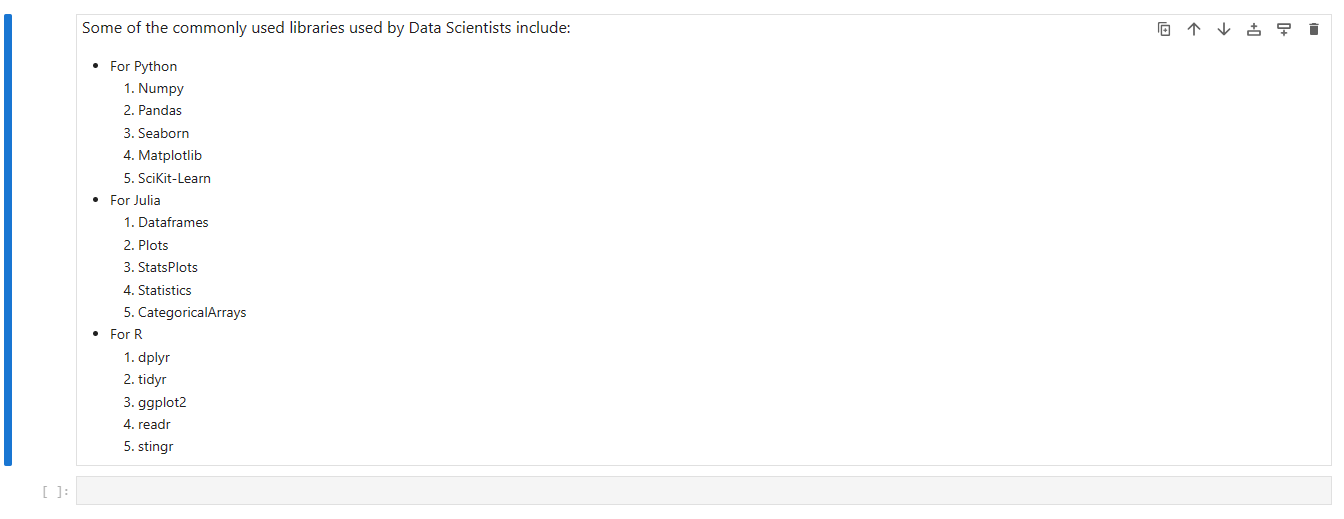 Some of the commonly used libraries used by Data Scientists include:
• For Python
1. Numpy
2. Pandas
3. Seaborn
4. Matplotlib
5. SciKit-Learn
• For Julia
1. Dataframes
2. Plots
3. StatsPlots
4. Statistics
5. CategoricalArrays
• For R
1. dplyr
2. tidyr
3. ggplot2
4. readr
5. stingr
[ ]: